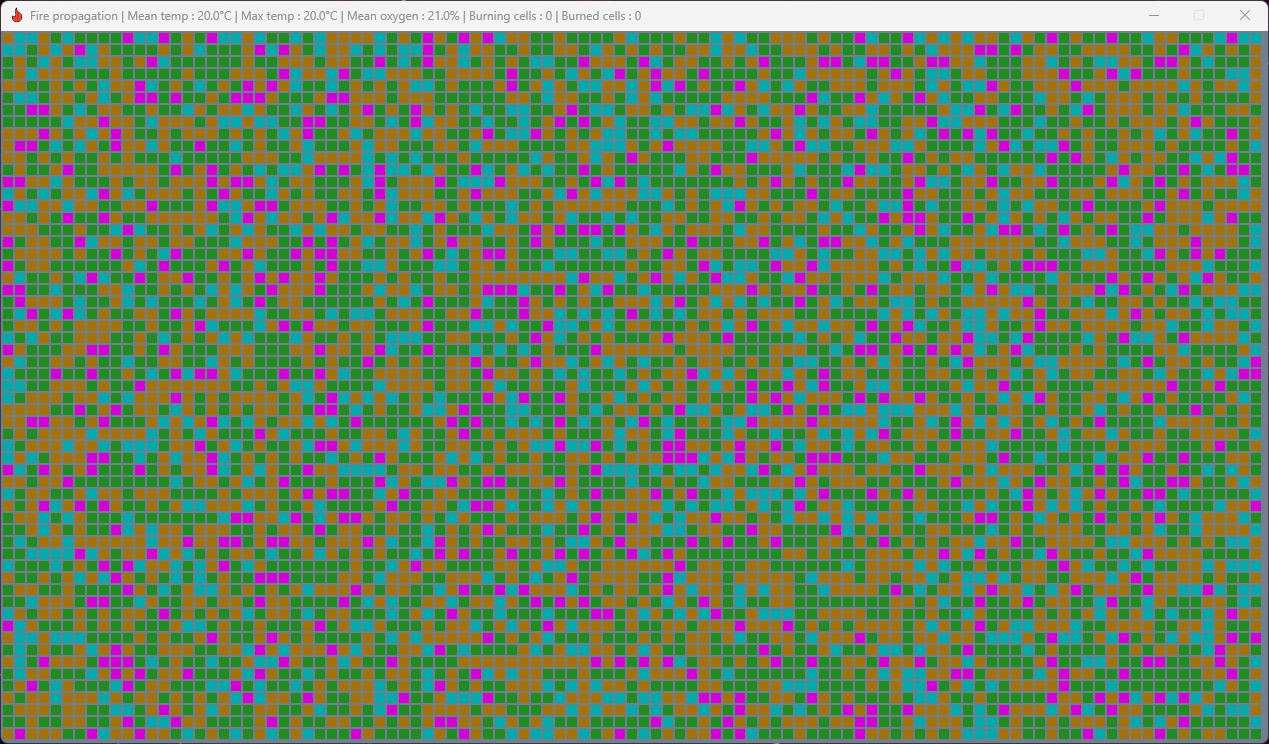 Fire propagation | Mean temp : 20.0°C | Max temp : 20.0°C | Mean oxygen : 21.0% | Burning cells : 0 | Burned cells : 0